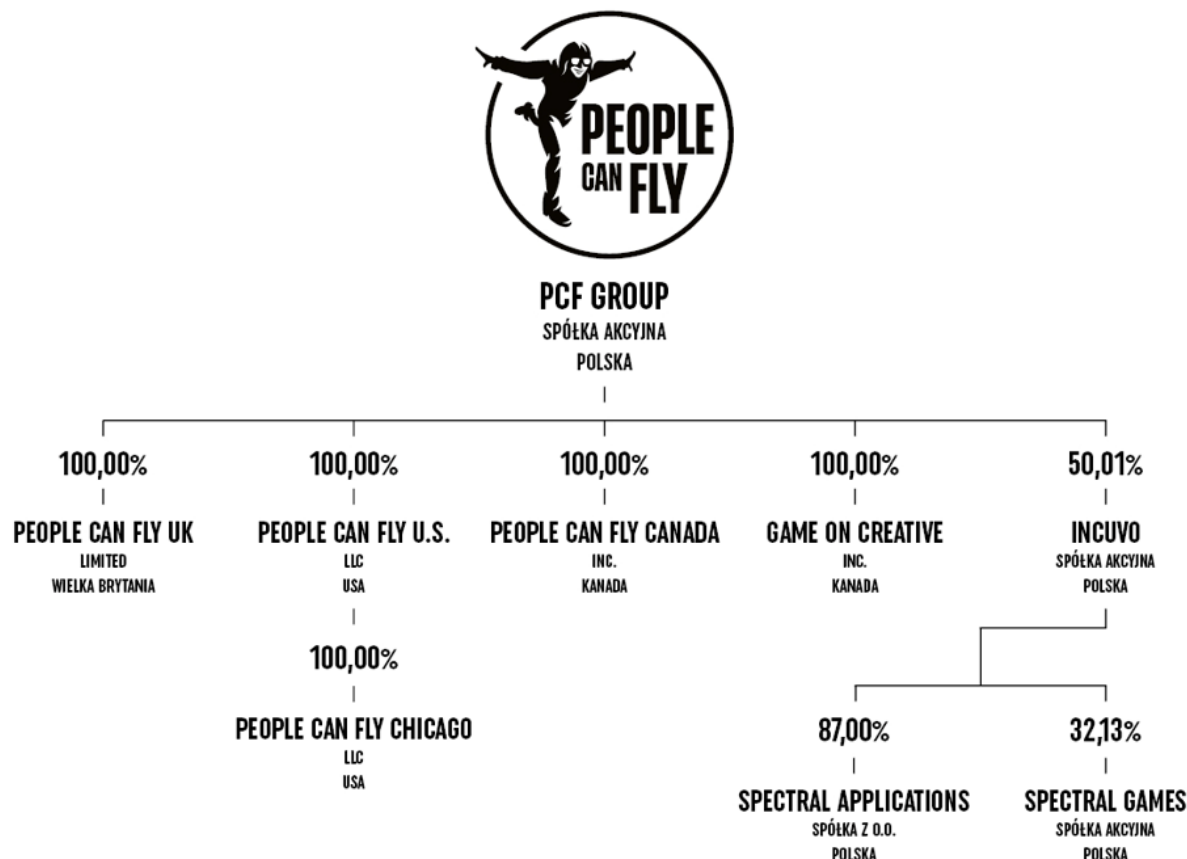 PEOPLE
CAN FLY
PCF GROUP
SPÓŁKA AKCYJNA
POLSKA
100,00%
100,00%
100,00%
100,00%
50,01%
PEOPLE CAN FLY UK
LIMITED
WIELKA BRYTANIA
PEOPLE CAN FLY U.S.
LLC
USA
PEOPLE CAN FLY CANADA
INC.
KANADA
GAME ON CREATIVE
INC.
KANADA
INCUVO
SPÓŁKA AKCYJNA
POLSKA
100,00%
PEOPLE CAN FLY CHICAGO
LLC
USA
87,00%
32,13%
SPECTRAL APPLICATIONS
SPÓŁKA Z O.O.
POLSKA
SPECTRAL GAMES
SPÓŁKA AKCYJNA
POLSKA